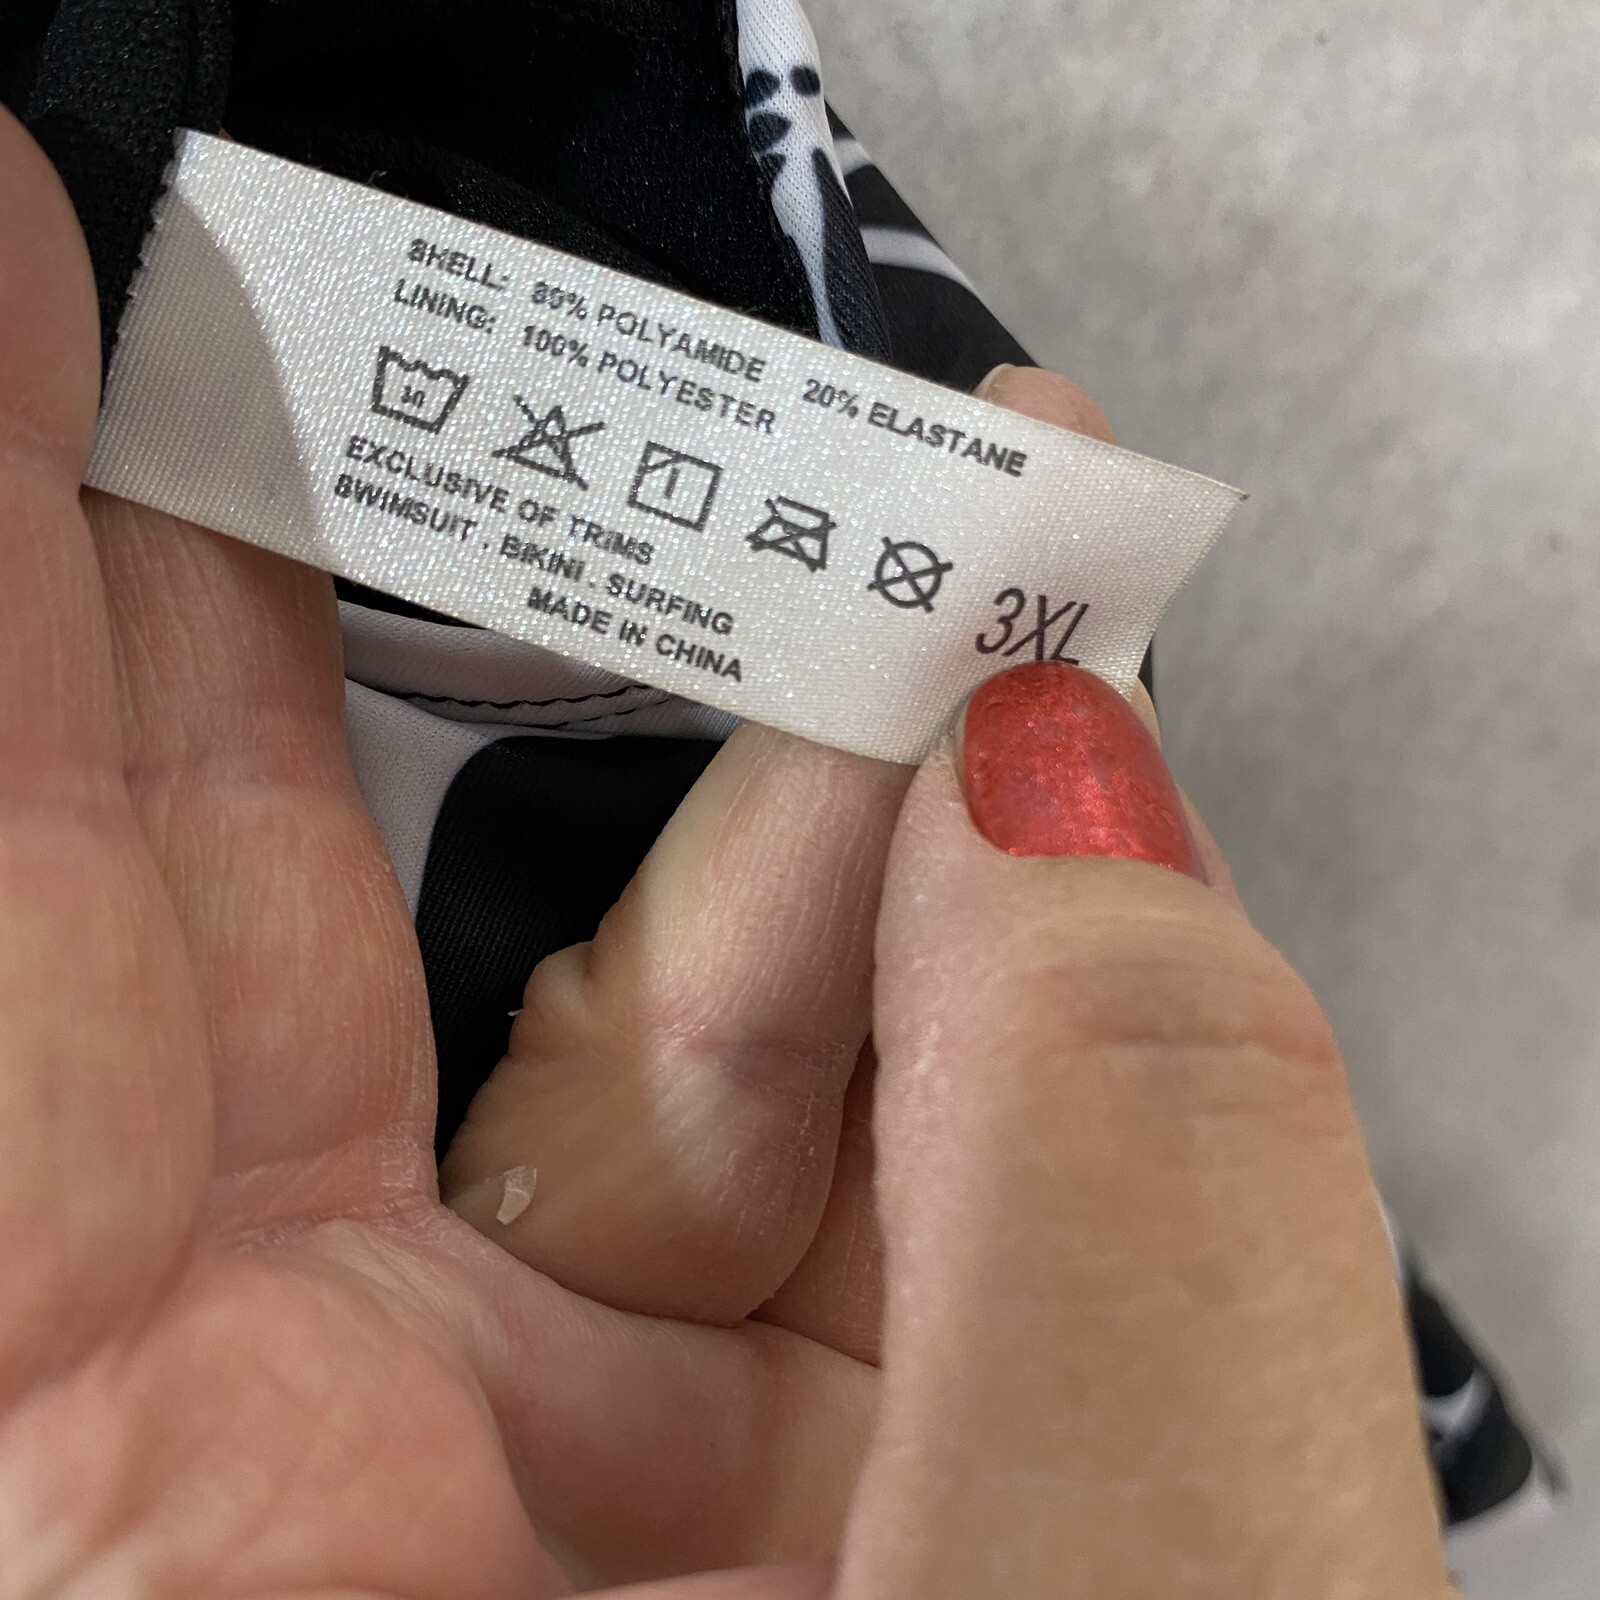 SHELL: 80% POLYAMIDE 20% ELASTANE
LINING: 100% POLYESTER
30
EXCLUSIVE OF TRIMS
SWIMSUIT . BIKINI . SURFING
MADE IN CHINA
3XL